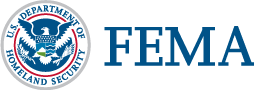 U.S. DEPARTMENT OF
HOMELAND SECURITY
FEMA